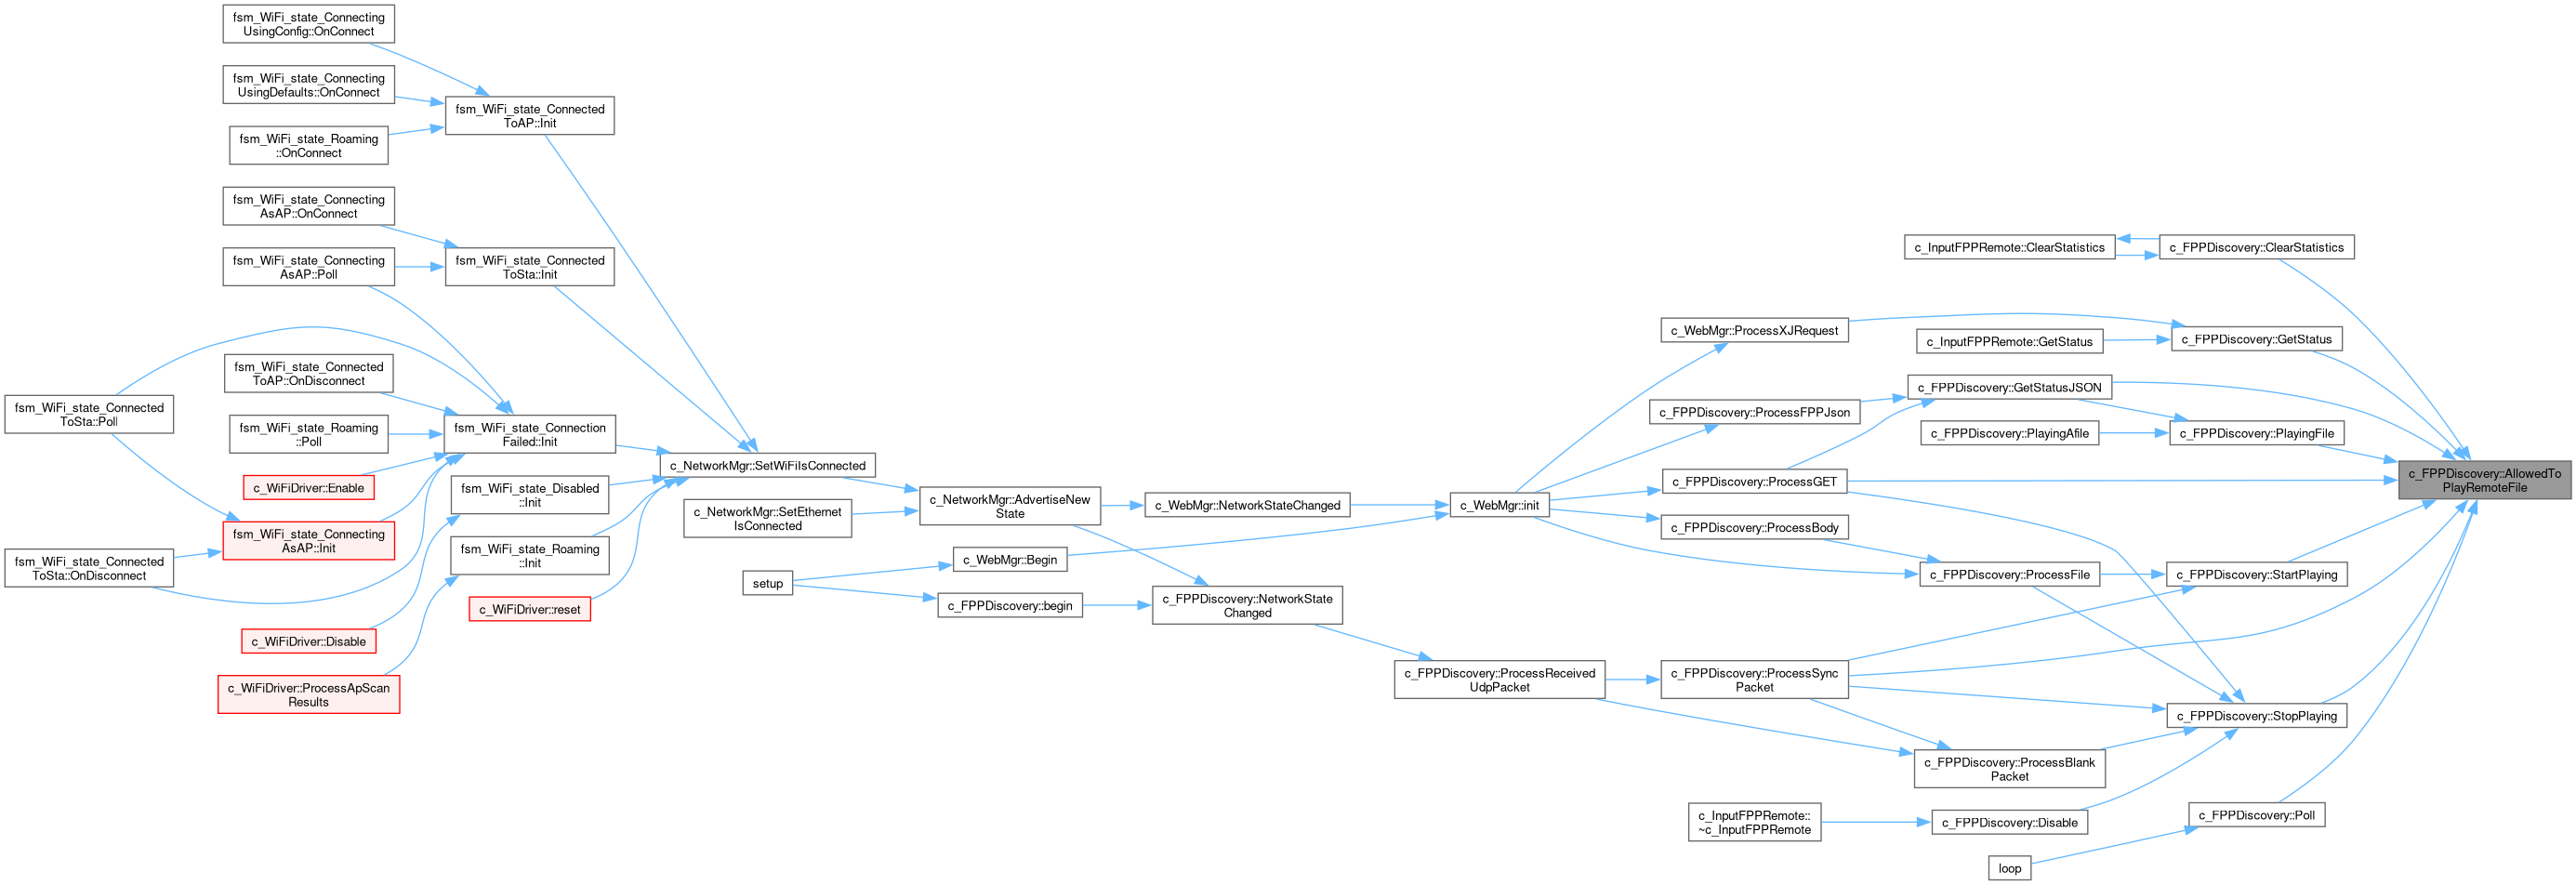 fsm_WiFi_state_Connecting
UsingConfig::OnConnect
fsm_WiFi_state_Connecting
UsingDefaults::OnConnect
fsm_WiFi_state_Roaming
::OnConnect
fsm_WiFi_state_Connecting
AsAP::OnConnect
fsm_WiFi_state_Connecting
AsAP::Poll
fsm_WiFi_state_Connected
ToAP::OnDisconnect
fsm_WiFi_state_Connected
ToSta::Poll
fsm_WiFi_state_Roaming
::Poll
c_WiFiDriver::Enable
fsm_WiFi_state_Connecting
AsAP::Init
fsm_WiFi_state_Connected
ToSta::OnDisconnect
c_WiFiDriver::Disable
c_WiFiDriver::ProcessApScan
Results
fsm_WiFi_state_Connected
ToAP::Init
fsm_WiFi_state_Connected
ToSta::Init
fsm_WiFi_state_Connection
Failed::Init
fsm_WiFi_state_Disabled
::Init
fsm_WiFi_state_Roaming
::Init
c_WiFiDriver::reset
c_NetworkMgr::SetWiFiIsConnected
c_NetworkMgr::SetEthernet
IsConnected
setup
c_NetworkMgr::AdvertiseNew
State
c_WebMgr::Begin
c_FPPDiscovery::begin
c_WebMgr::NetworkStateChanged
c_FPPDiscovery::NetworkState
Changed
c_WebMgr::init
c_FPPDiscovery::ProcessReceived
UdpPacket
c_WebMgr::ProcessXJRequest
c_FPPDiscovery::ProcessFPPJson
c_FPPDiscovery::ProcessGET
c_FPPDiscovery::ProcessBody
c_FPPDiscovery::ProcessSync
Packet
c_InputFPPRemote::
~c_InputFPPRemote
c_InputFPPRemote::ClearStatistics
c_InputFPPRemote::GetStatus
c_FPPDiscovery::GetStatusJSON
c_FPPDiscovery::PlayingAfile
c_FPPDiscovery::ProcessFile
c_FPPDiscovery::ProcessBlank
Packet
c_FPPDiscovery::Disable
loop
c_FPPDiscovery::ClearStatistics
c_FPPDiscovery::GetStatus
c_FPPDiscovery::PlayingFile
c_FPPDiscovery::StartPlaying
c_FPPDiscovery::StopPlaying
c_FPPDiscovery::Poll
c_FPPDiscovery::AllowedTo
PlayRemoteFile